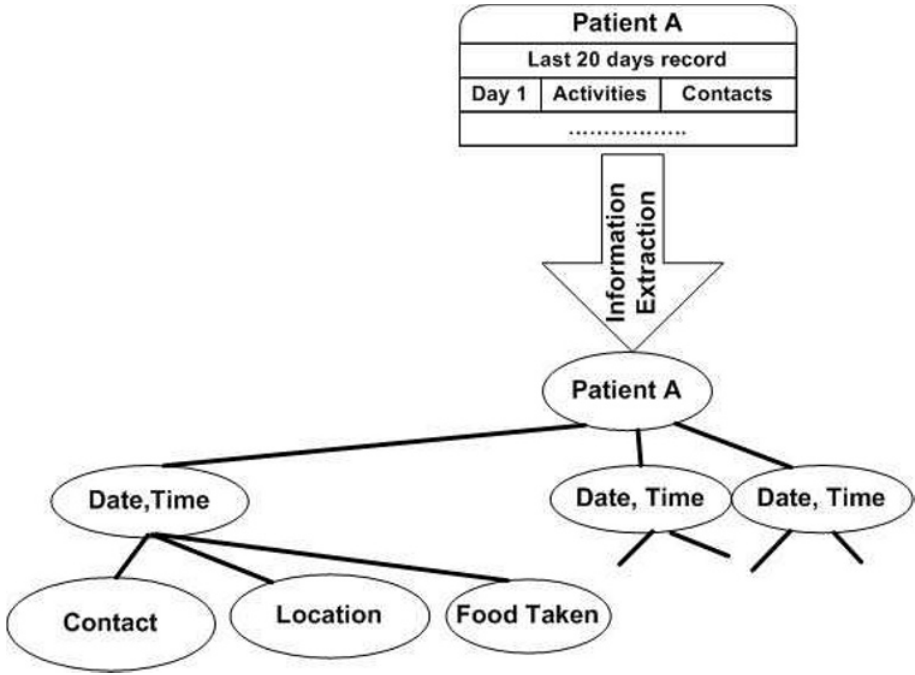 Patient A
Last 20 days record
Day 1 Activities Contacts
.................
Information
Extraction
Patient A
Date,Time Date, Time Date, Time
Contact Location Food Taken